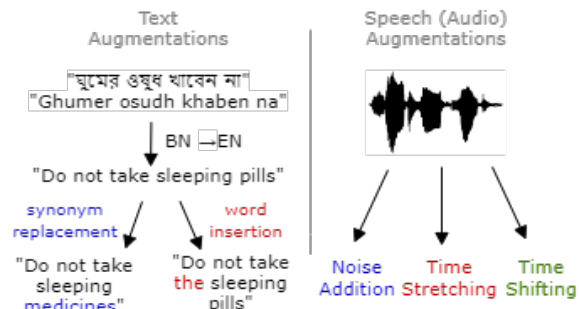 Text
Augmentations
"ঘুমের ওষুধ খাবেন না"
"Ghumer osudh khaben na"
BN →EN
"Do not take sleeping pills"
synonym
replacement
word
insertion
"Do not take
sleeping
medicines"
"Do not take
the sleeping
pills"
Speech (Audio)
Augmentations
Noise
Addition
Time
Stretching
Time
Shifting